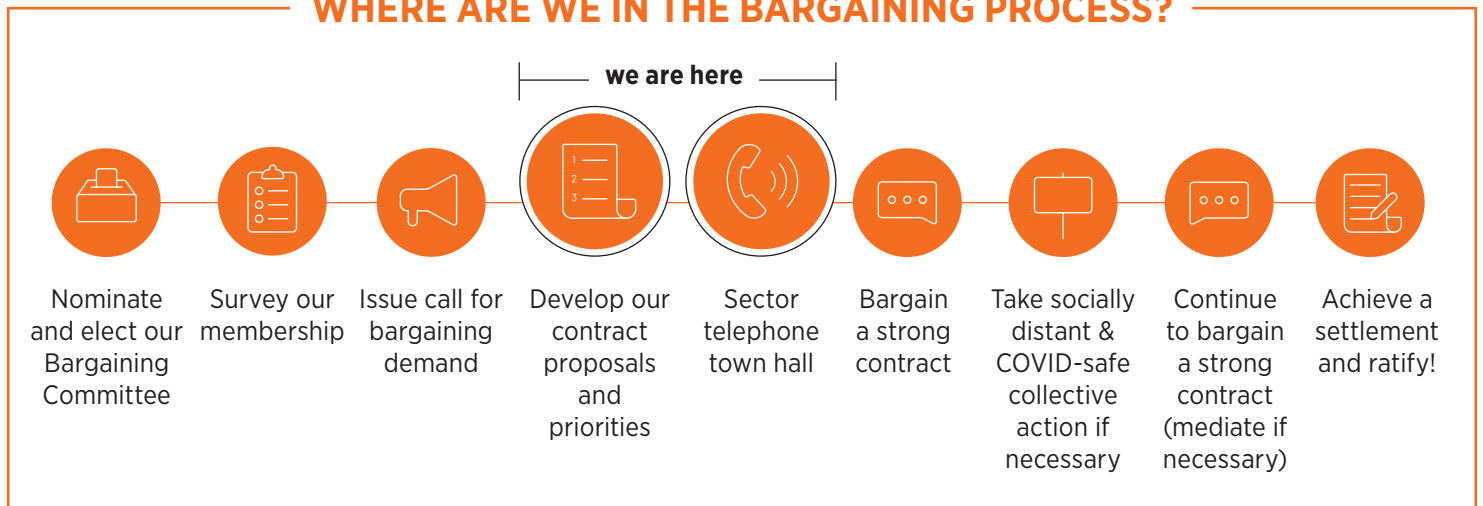 WHERE ARE WE IN THE BARGAINING PROCESS?
we are here
1
2
3
Nominate
and elect our
Bargaining
Committee
Survey our
membership
Issue call for
bargaining
demand
Develop our
contract
proposals
and
priorities
Sector
telephone
town hall
Bargain
a strong
contract
Take socially
distant &
COVID-safe
collective
action if
necessary
Continue
to bargain
a strong
contract
(mediate if
necessary)
Achieve a
settlement
and ratify!